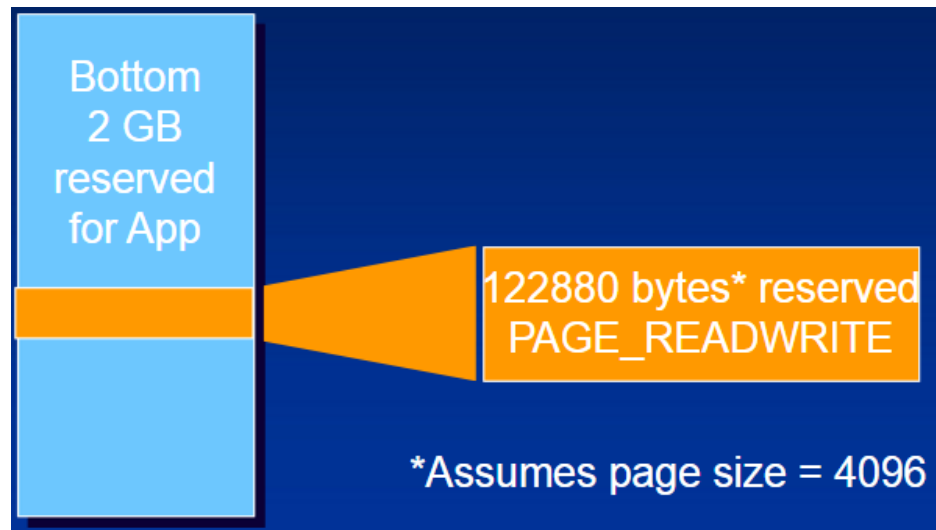 Bottom
2 GB
reserved
for App
122880 bytes* reserved
PAGE_READWRITE
*Assumes page size = 4096